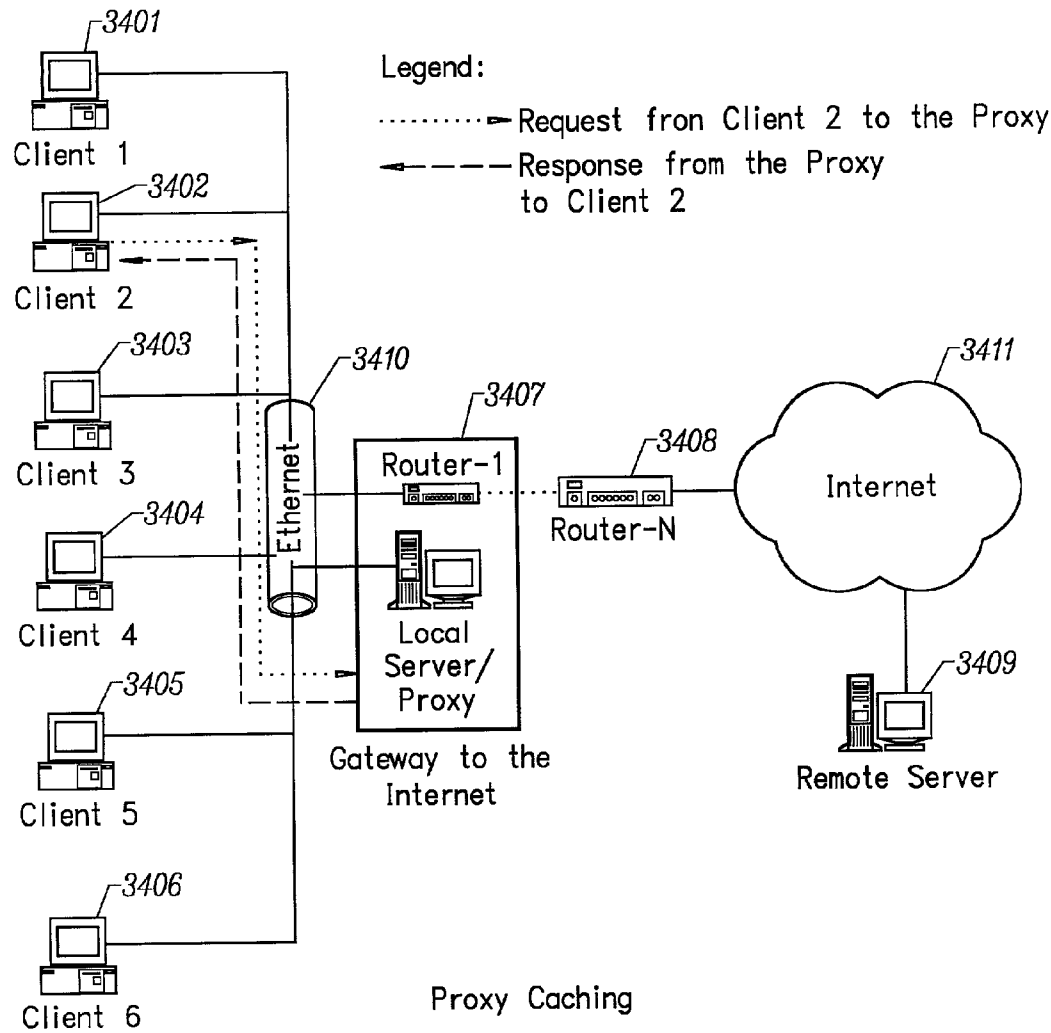 3401
Client 1
3402
Client 2
3403
Client 3
3404
Client 4
3405
Client 5
3406
Client 6
Legend:
Request fron Client 2 to the Proxy
Response from the Proxy
to Client 2
3410
Ethernet
3407
Router-1
Local
Server/
Proxy
Gateway to the
Internet
3408
Router-N
3411
Internet
3409
Remote Server
Proxy Caching